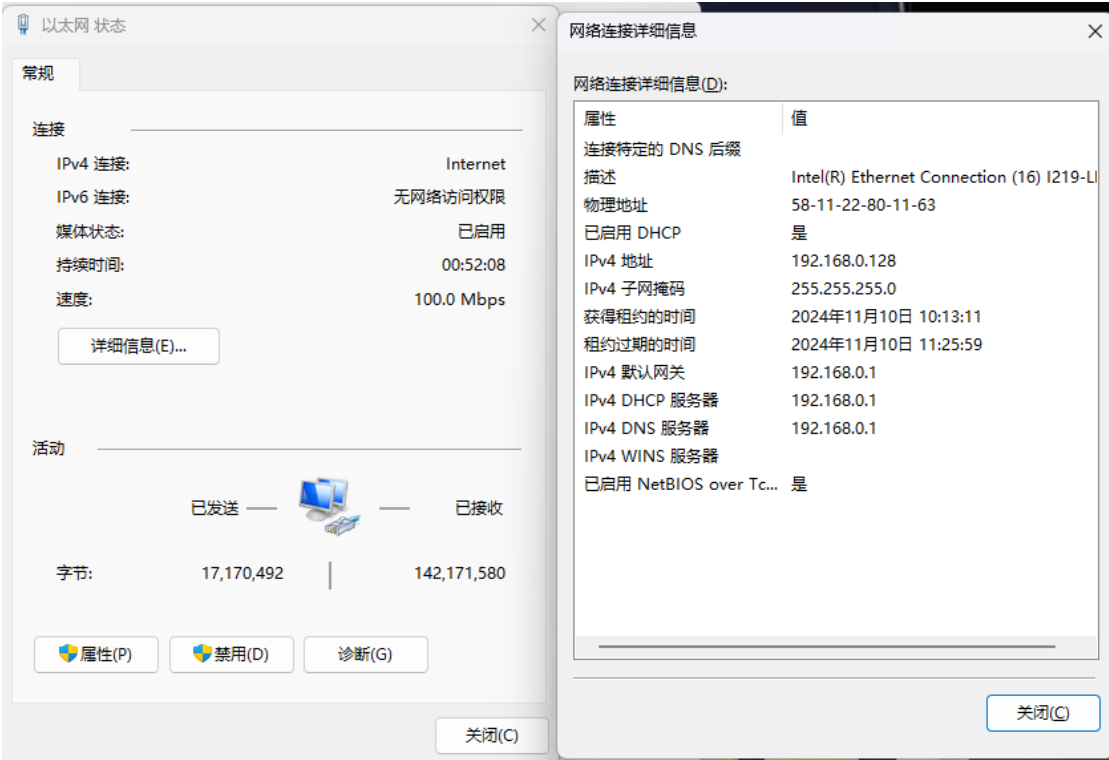 以太网 状态
常规
连接
IPv4 连接: Internet
IPv6 连接: 无网络访问权限
媒体状态: 已启用
持续时间: 00:52:08
速度: 100.0 Mbps
详细信息(E)...
活动
已发送 已接收
字节: 17,170,492 142,171,580
属性(P) 禁用(D) 诊断(G)
关闭(C)
网络连接详细信息
网络连接详细信息(D):
属性 值
连接特定的 DNS 后缀
描述 Intel(R) Ethernet Connection (16) I219-LI
物理地址 58-11-22-80-11-63
已启用 DHCP 是
IPv4 地址 192.168.0.128
IPv4 子网掩码 255.255.255.0
获得租约的时间 2024年11月10日 10:13:11
租约过期的时间 2024年11月10日 11:25:59
IPv4 默认网关 192.168.0.1
IPv4 DHCP 服务器 192.168.0.1
IPv4 DNS 服务器 192.168.0.1
IPv4 WINS 服务器
已启用 NetBIOS over Tc... 是
关闭(C)